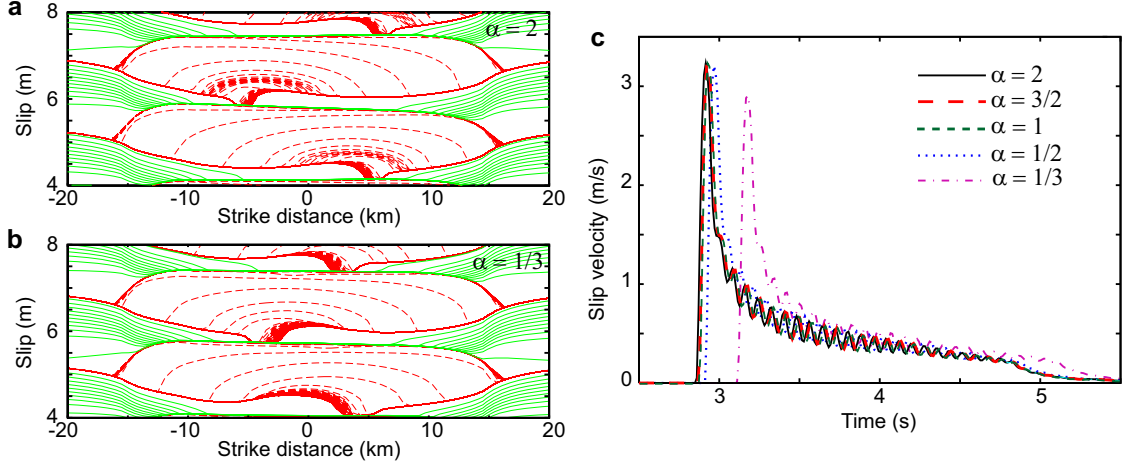 a
8
6
4
Slip (m)
α = 2
-20 -10 0 10 20
Strike distance (km)
b
8
6
4
Slip (m)
α = 1/3
-20 -10 0 10 20
Strike distance (km)
c
3
2
1
0
Slip velocity (m/s)
α = 2
α = 3/2
α = 1
α = 1/2
α = 1/3
3 4 5
Time (s)